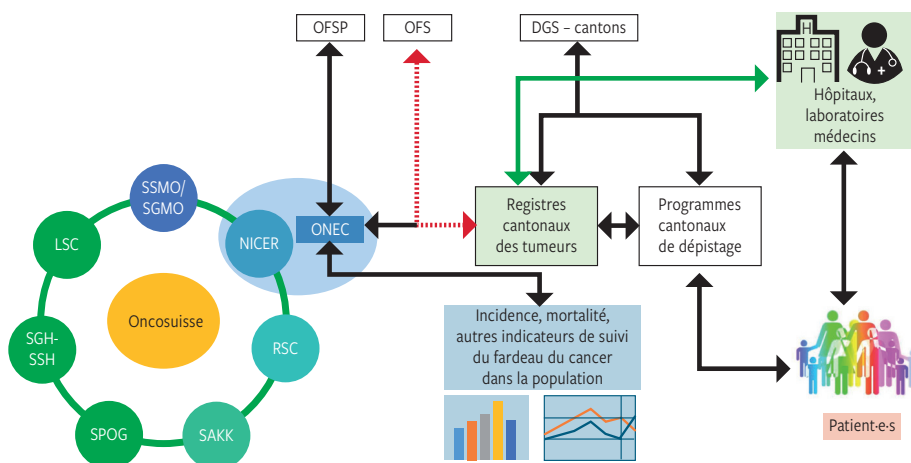 OFSP
OFS
DGS – cantons
H
Hôpitaux,
laboratoires
médecins
SSMO/
SGMO
NICER
ONEC
LSC
Oncosuisse
SGH-
SSH
RSC
SPOG
SAKK
Registres
cantonaux
des tumeurs
Programmes
cantonaux
de dépistage
Incidence, mortalité,
autres indicateurs de suivi
du fardeau du cancer
dans la population
Patient·e·s